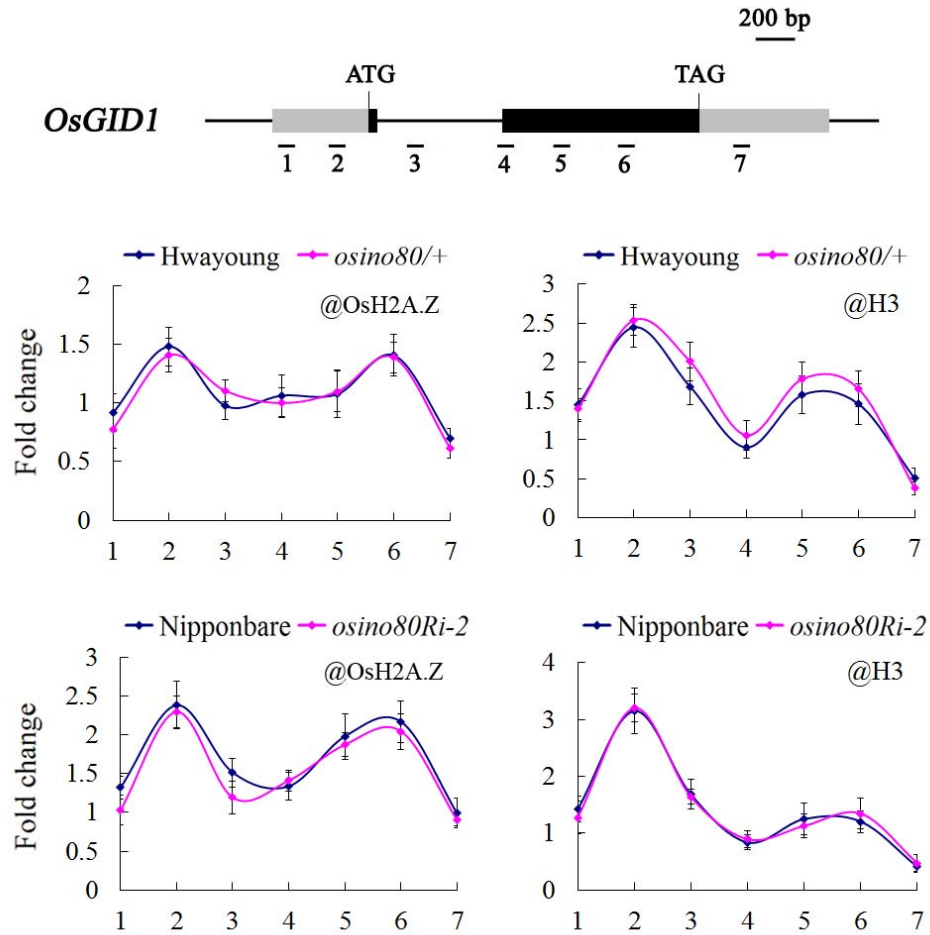 200 bp
ATG TAG
OsGID1
1 2 3 4 5 6 7
Hwayoung osino80/+
@OsH2A.Z
Fold change
2
1.5
1
0.5
0
1 2 3 4 5 6 7
Hwayoung osino80/+
@H3
3
2.5
2
1.5
1
0.5
0
1 2 3 4 5 6 7
Nipponbare osino80Ri-2
@OsH2A.Z
Fold change
3
2.5
2
1.5
1
0.5
0
1 2 3 4 5 6 7
Nipponbare osino80Ri-2
@H3
4
3
2
1
0
1 2 3 4 5 6 7